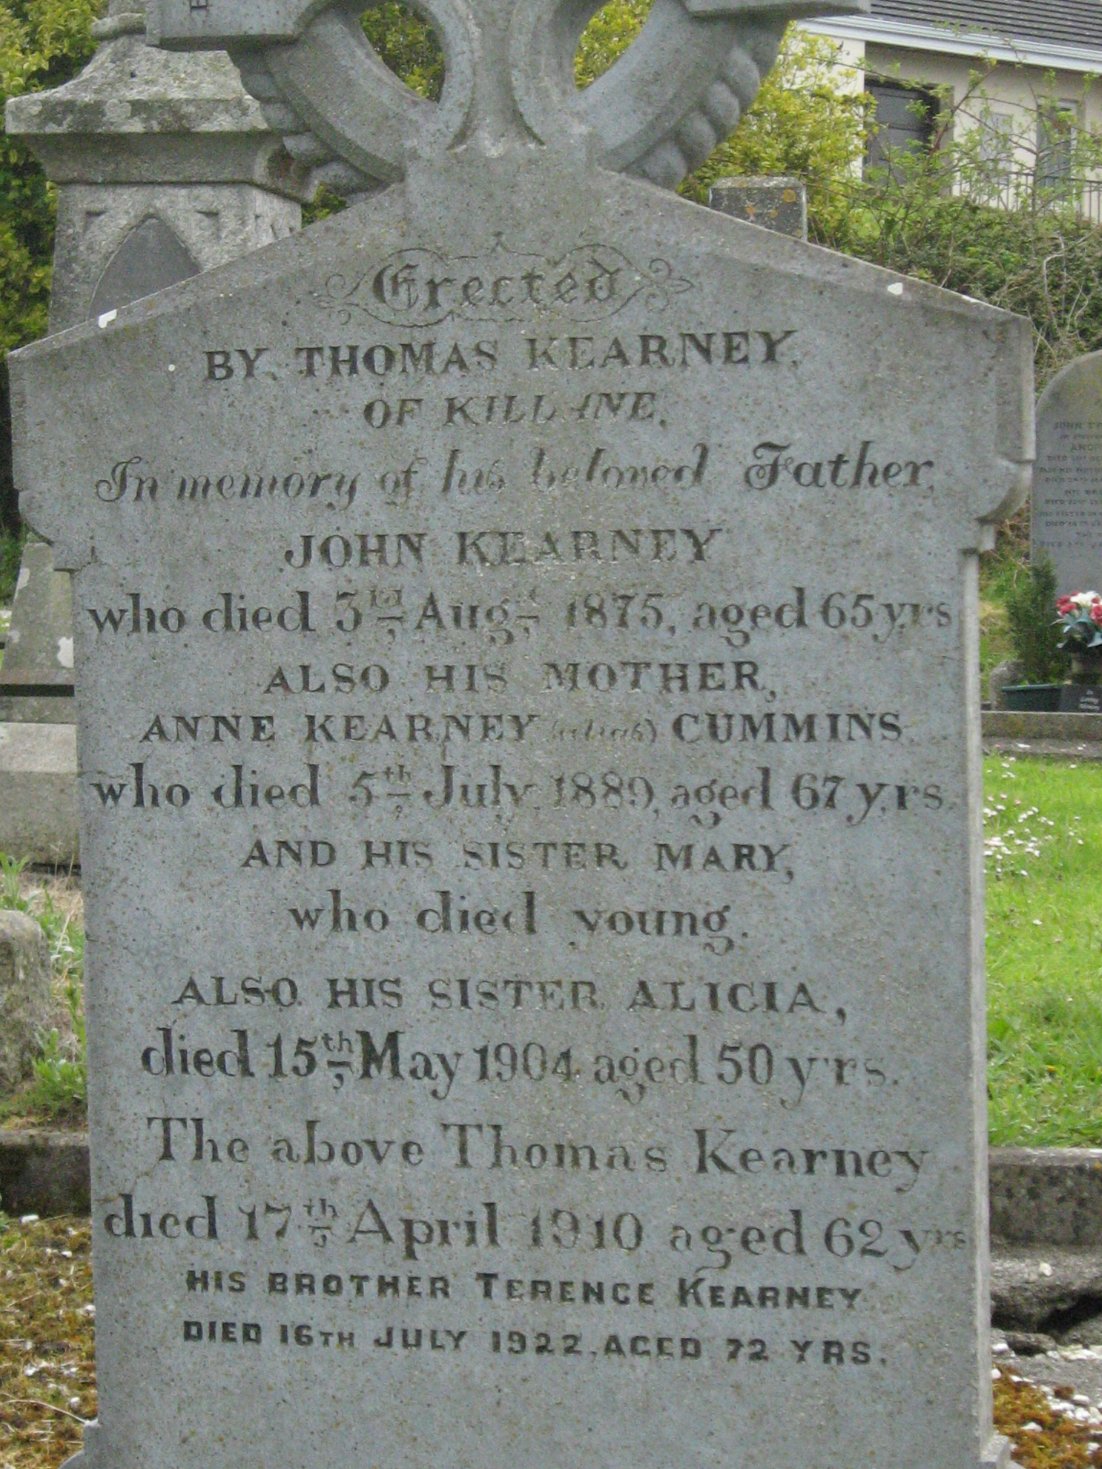 Erected
BY THOMAS KEARNEY
OF KILLINE.
In memory of his beloved Father
JOHN KEARNEY
who died 3rd Augst 1875, aged 65 yrs.
ALSO HIS MOTHER,
ANNE KEARNEY (alias) CUMMINS
who died 5th July 1889, aged 67 yrs
AND HIS SISTER MARY,
who died young.
ALSO HIS SISTER ALICIA,
died 15th May 1904 aged 50 yrs.
The above Thomas Kearney
died 17th April 1910 aged 62 yrs
HIS BROTHER TERENCE KEARNEY
DIED 16TH JULY 1922. AGED 72 YRS.